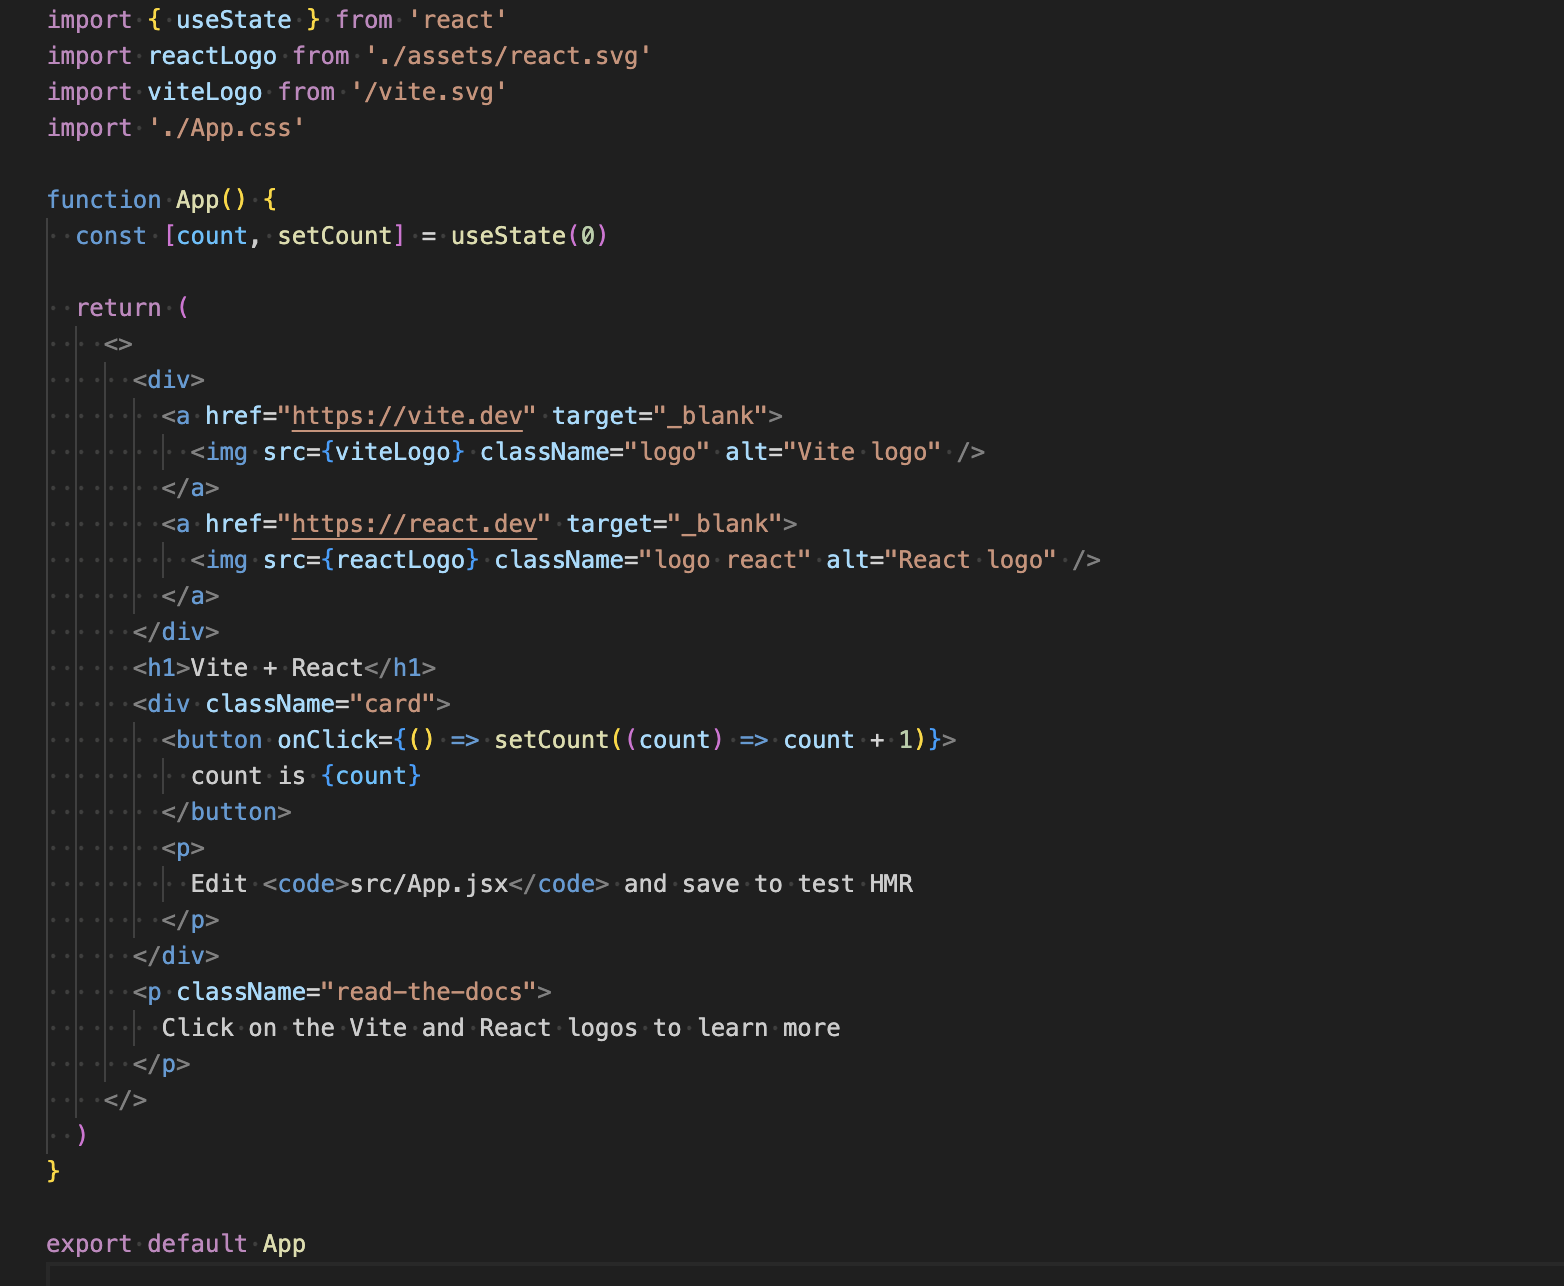 import { useState } from 'react'
import reactLogo from './assets/react.svg'
import viteLogo from '/vite.svg'
import './App.css'

function App() {
  const [count, setCount] = useState(0)

  return (
    <>
      <div>
        <a href="https://vite.dev" target="_blank">
          <img src={viteLogo} className="logo" alt="Vite logo" />
        </a>
        <a href="https://react.dev" target="_blank">
          <img src={reactLogo} className="logo react" alt="React logo" />
        </a>
      </div>
      <h1>Vite + React</h1>
      <div className="card">
        <button onClick={() => setCount((count) => count + 1)}>
          count is {count}
        </button>
        <p>
          Edit <code>src/App.jsx</code> and save to test HMR
        </p>
      </div>
      <p className="read-the-docs">
        Click on the Vite and React logos to learn more
      </p>
    </>
  )
}

export default App